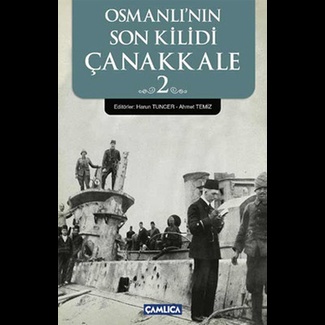 OSMANLI'NIN
SON KİLİDİ
ÇANAKKALE
2
Editörler: Harun TUNCER - Ahmet TEMİZ
ÇAMLICA